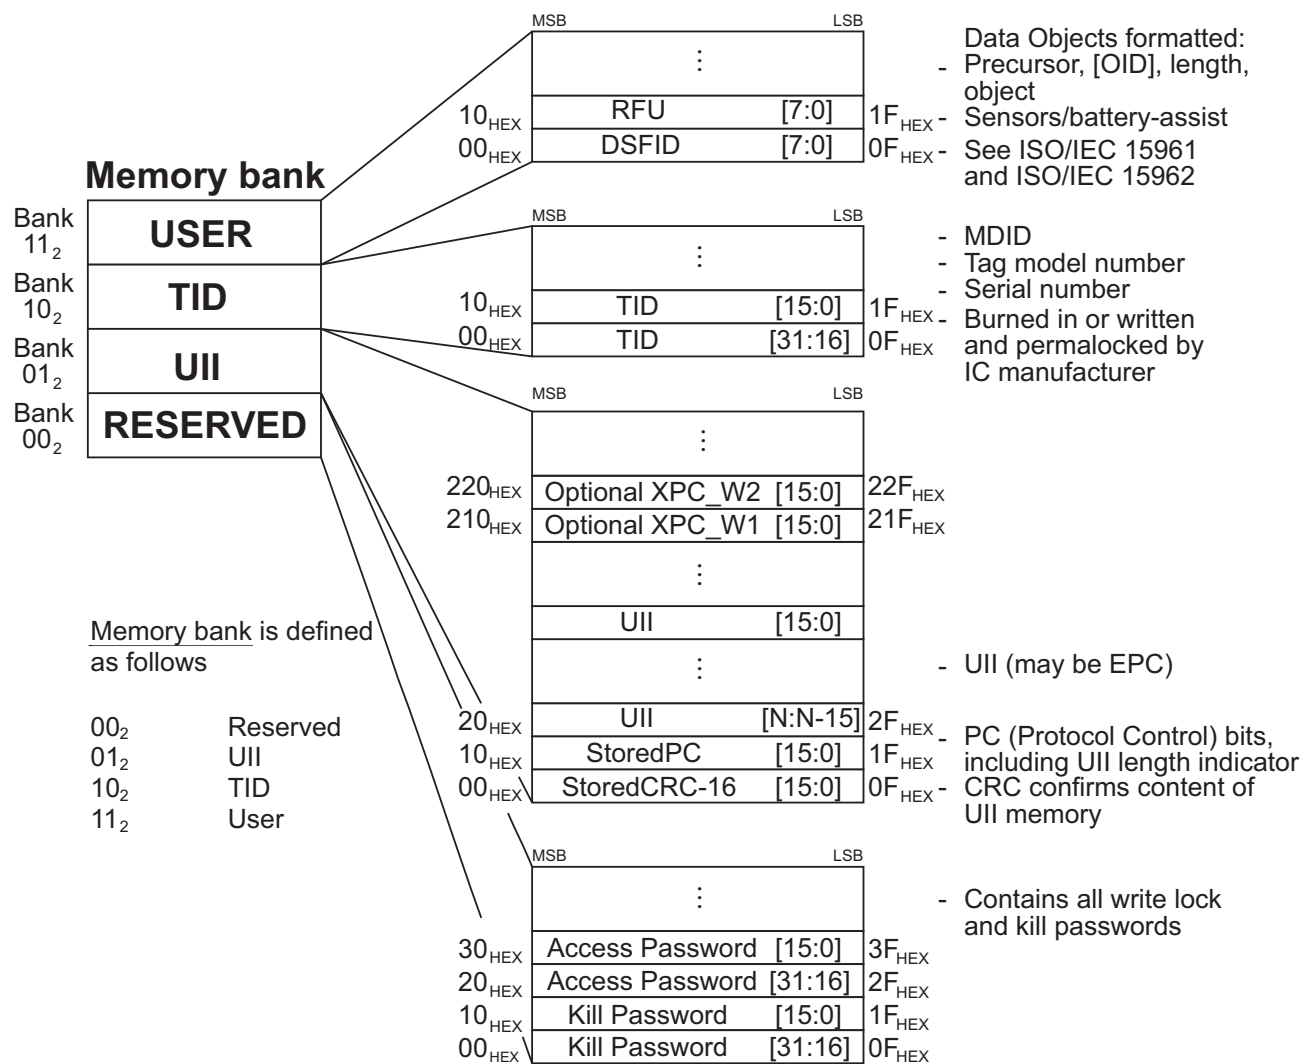 MSB LSB
⋮
10HEX RFU [7:0] 1FHEX
00HEX DSFID [7:0] 0FHEX
Data Objects formatted:
- Precursor, [OID], length,
object
- Sensors/battery-assist
- See ISO/IEC 15961
and ISO/IEC 15962
Memory bank
Bank
11₂
USER
Bank
10₂
TID
Bank
01₂
UII
Bank
00₂
RESERVED
MSB LSB
⋮
10HEX TID [15:0] 1FHEX
00HEX TID [31:16] 0FHEX
- MDID
- Tag model number
- Serial number
- Burned in or written
and permalocked by
IC manufacturer
MSB LSB
⋮
220HEX Optional XPC_W2 [15:0] 22FHEX
210HEX Optional XPC_W1 [15:0] 21FHEX
⋮
UII [15:0]
⋮
20HEX UII [N:N-15] 2FHEX
10HEX StoredPC [15:0] 1FHEX
00HEX StoredCRC-16 [15:0] 0FHEX
- UII (may be EPC)
- PC (Protocol Control) bits,
including UII length indicator
- CRC confirms content of
UII memory
Memory bank is defined
as follows
00₂ Reserved
01₂ UII
10₂ TID
11₂ User
MSB LSB
⋮
30HEX Access Password [15:0] 3FHEX
20HEX Access Password [31:16] 2FHEX
10HEX Kill Password [15:0] 1FHEX
00HEX Kill Password [31:16] 0FHEX
- Contains all write lock
and kill passwords